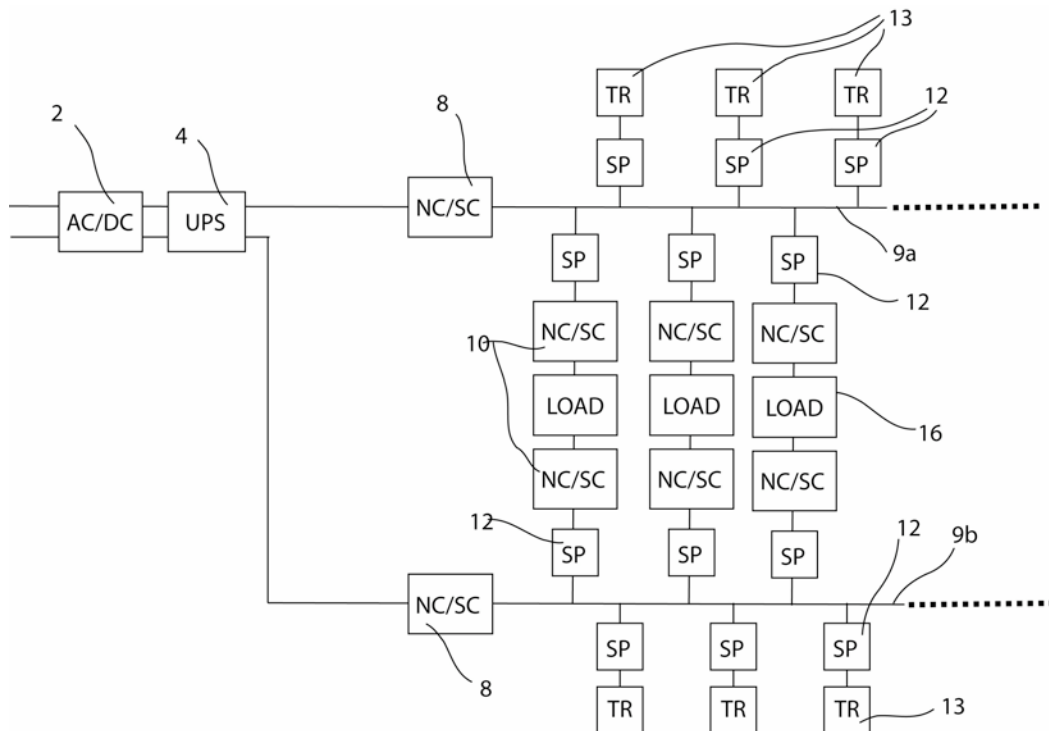 13
TR TR TR
12
2
4
8
SP SP SP
AC/DC UPS NC/SC
9a
SP SP SP
12
NC/SC NC/SC NC/SC
10
LOAD LOAD LOAD
16
NC/SC NC/SC NC/SC
12
SP SP SP
12
9b
NC/SC
SP SP SP
8
TR TR TR
13